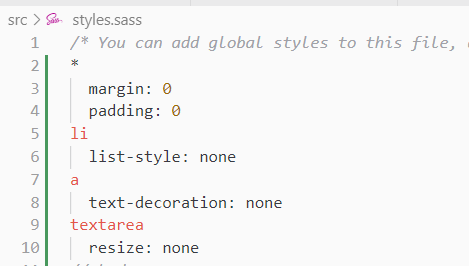 src > styles.sass
1 /* You can add global styles to this file,
2 *
3 margin: 0
4 padding: 0
5 li
6 list-style: none
7 a
8 text-decoration: none
9 textarea
10 resize: none